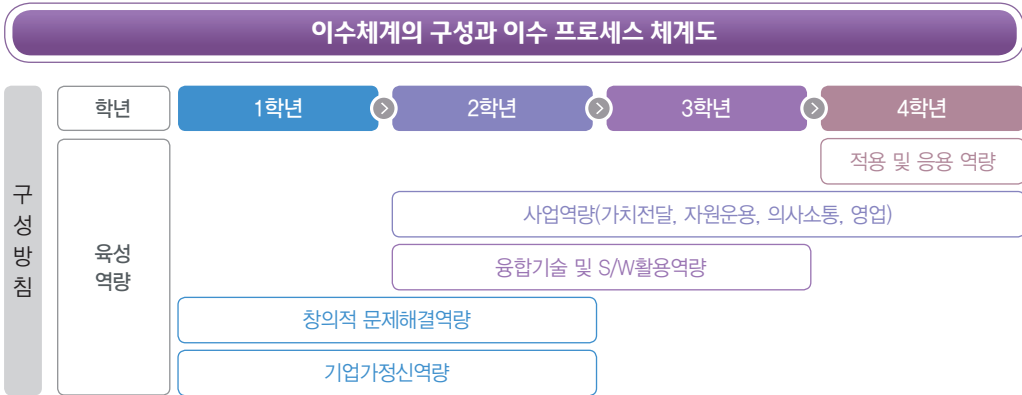 이수체계의 구성과 이수 프로세스 체계도
구성방침
학년
1학년
2학년
3학년
4학년
육성
역량
적용 및 응용 역량
사업역량(가치전달, 자원운용, 의사소통, 영업)
융합기술 및 S/W활용역량
창의적 문제해결역량
기업가정신역량